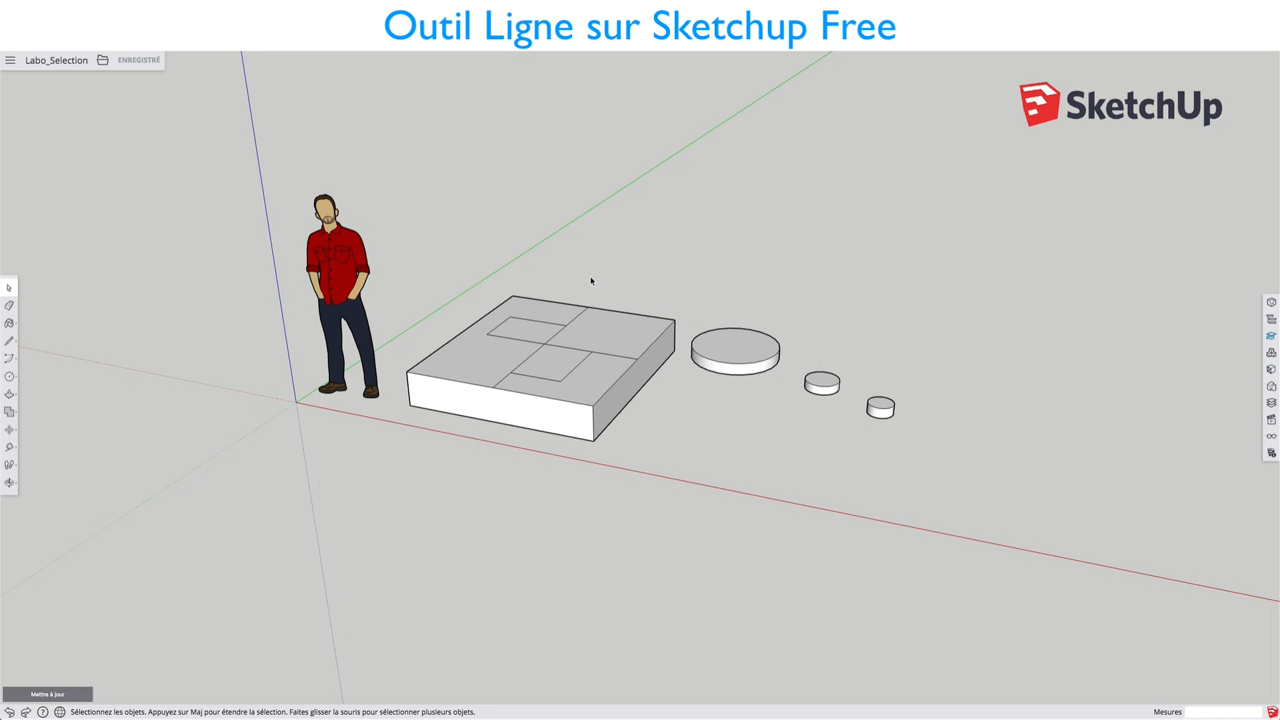 Outil Ligne sur Sketchup Free
Labo_Selection ENREGISTRÉ
SketchUp
Mettre à jour
Sélectionnez les objets. Appuyez sur Maj pour étendre la sélection. Faites glisser la souris pour sélectionner plusieurs objets.
Mesures